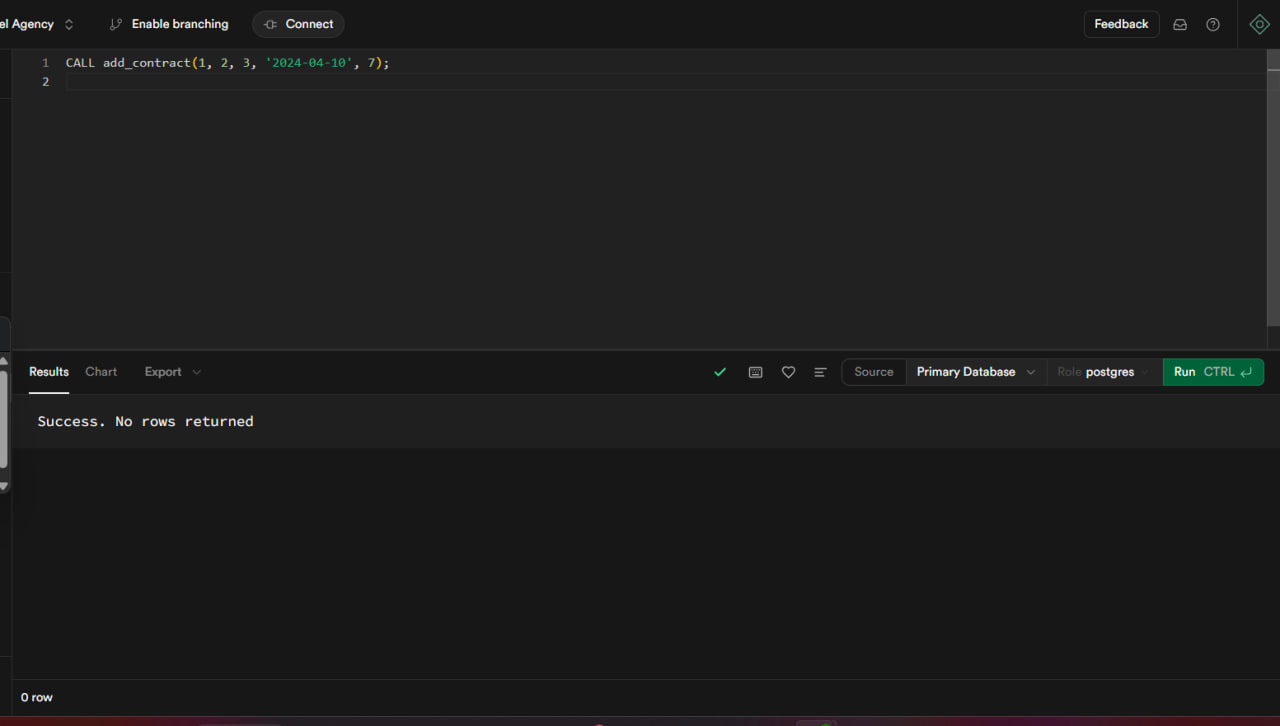 el Agency Enable branching Connect Feedback
1 CALL add_contract(1, 2, 3, '2024-04-10', 7);
2
Results Chart Export Source Primary Database Role postgres Run CTRL
Success. No rows returned
0 row